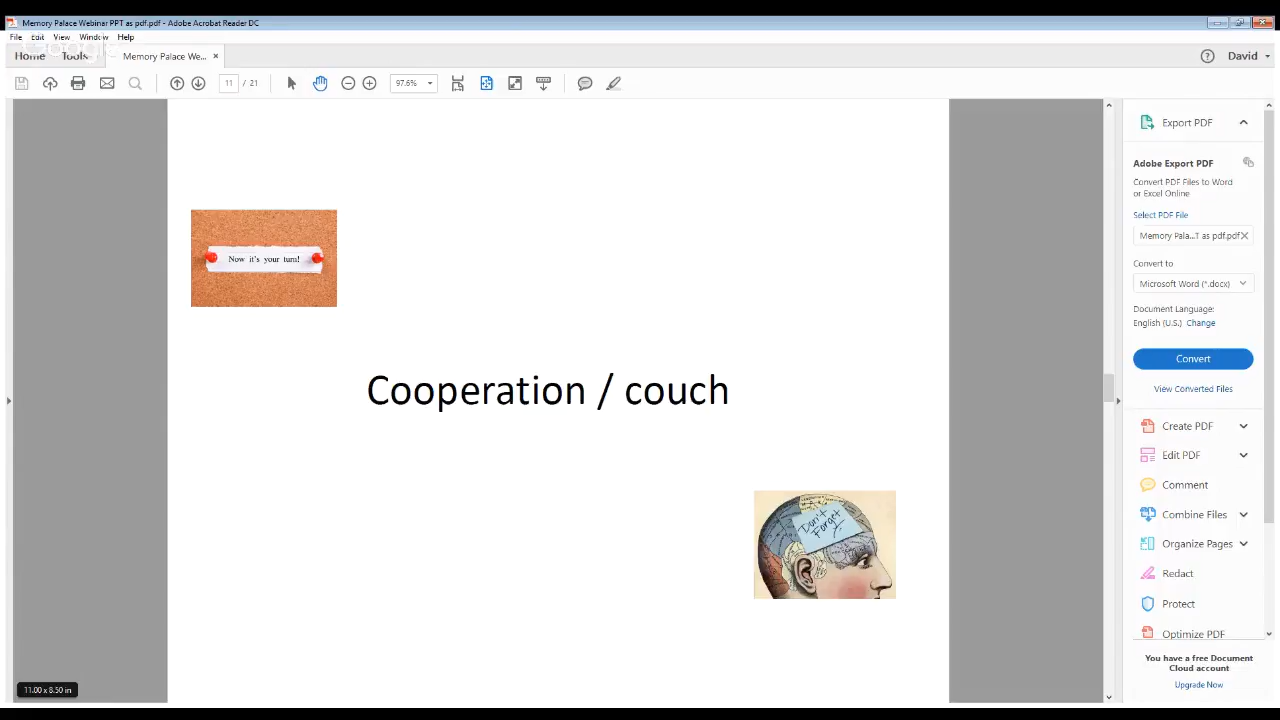 Memory Palace Webinar PPT as pdf.pdf - Adobe Acrobat Reader DC
File Edit View Window Help
Google
Home Tools Memory Palace We... × ? David
11 / 21 97.6%
Now it's your turn!
Cooperation / couch
Don't
Forget
11.00 x 8.50 in
Export PDF
Adobe Export PDF
Convert PDF Files to Word
or Excel Online
Select PDF File
Memory Pala...T as pdf.pdf ×
Convert to
Microsoft Word (*.docx)
Document Language:
English (U.S.) Change
Convert
View Converted Files
Create PDF
Edit PDF
Comment
Combine Files
Organize Pages
Redact
Protect
Optimize PDF
You have a free Document
Cloud account
Upgrade Now